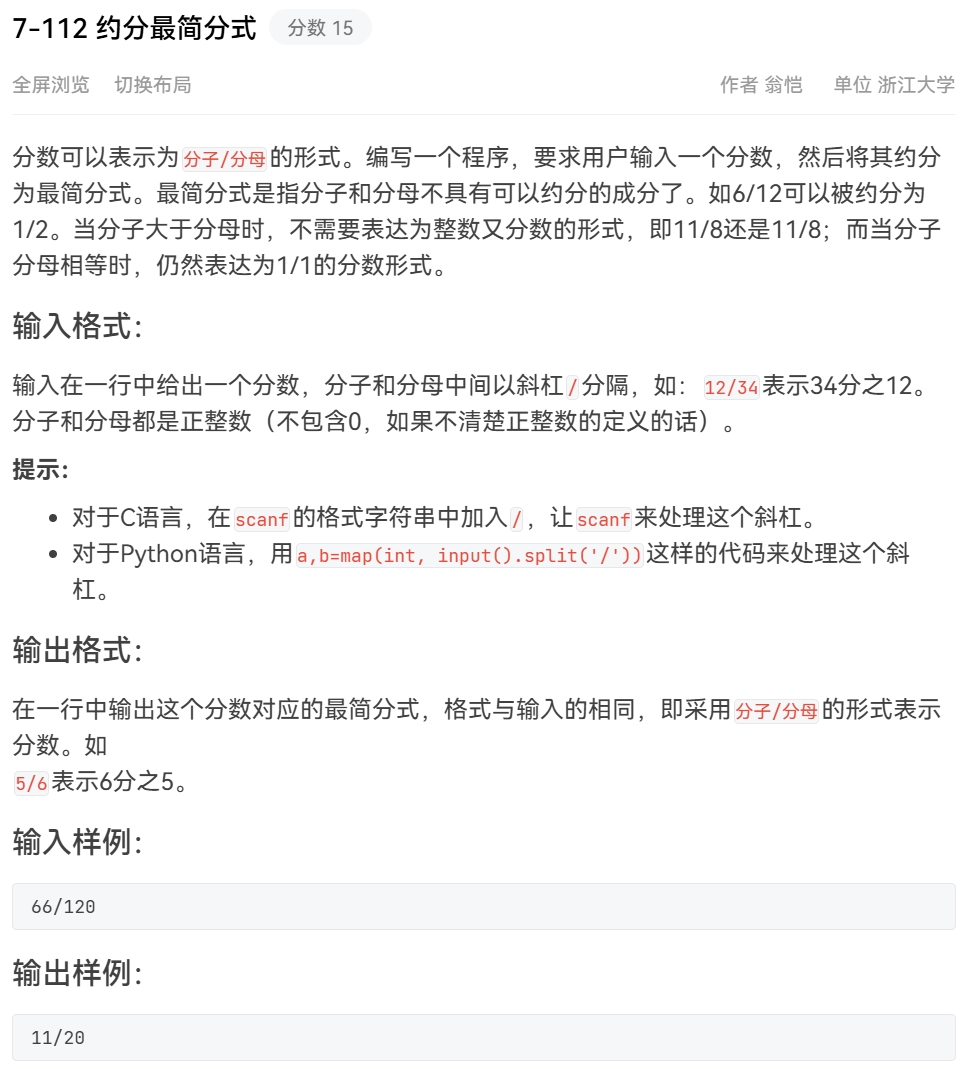 7-112 约分最简分式 分数 15
全屏浏览 切换布局 作者 翁恺 单位 浙江大学
分数可以表示为分子/分母的形式。编写一个程序，要求用户输入一个分数，然后将其约分
为最简分式。最简分式是指分子和分母不具有可以约分的成分了。如6/12可以被约分为
1/2。当分子大于分母时，不需要表达为整数又分数的形式，即11/8还是11/8；而当分子
分母相等时，仍然表达为1/1的分数形式。
输入格式：
输入在一行中给出一个分数，分子和分母中间以斜杠/分隔，如：12/34表示34分之12。
分子和分母都是正整数（不包含0，如果不清楚正整数的定义的话）。
提示：
• 对于C语言，在scanf的格式字符串中加入/，让scanf来处理这个斜杠。
• 对于Python语言，用a,b=map(int, input().split('/'))这样的代码来处理这个斜
杠。
输出格式：
在一行中输出这个分数对应的最简分式，格式与输入的相同，即采用分子/分母的形式表示
分数。如
5/6表示6分之5。
输入样例：
66/120
输出样例：
11/20